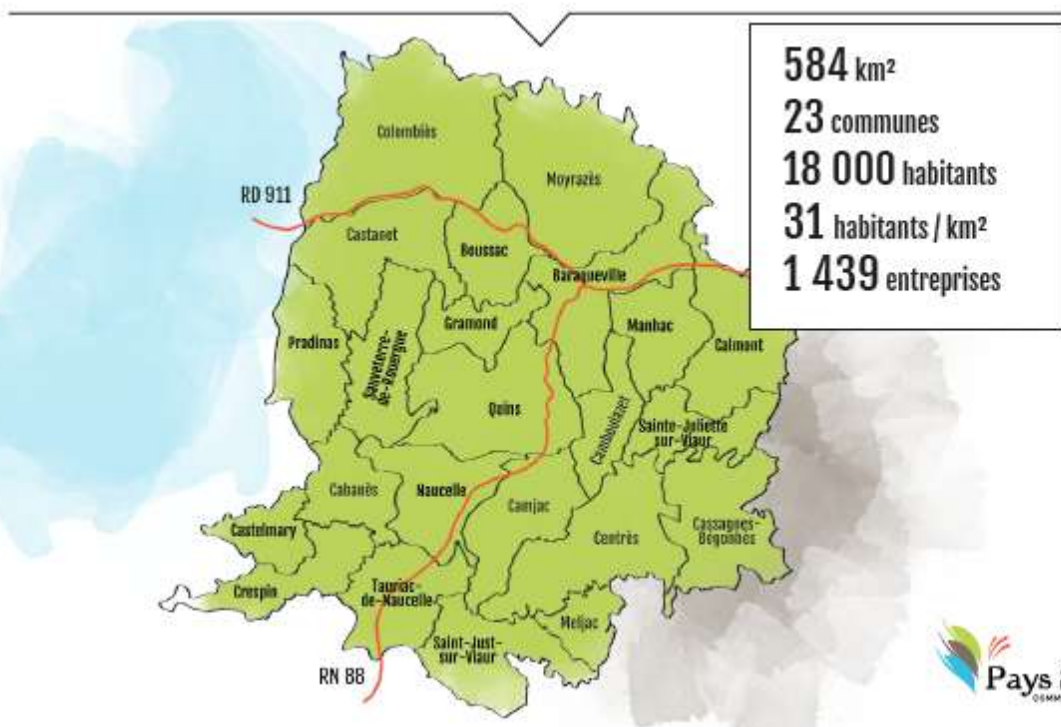 584 km²
23 communes
18 000 habitants
31 habitants / km²
1 439 entreprises
Colombiès
Moyrazès
RD 911
Castanet
Boussac
Baraqueville
Gramond
Manhac
Pradinas
Sauveterre-
de-Rouergue
Calmont
Quins
Camboulazet
Sainte-Juliette
sur-Viaur
Cabanès
Naucelle
Camjac
Castelmary
Centrès
Cassagnes-
Bégonhès
Crespin
Tauriac-
de-Naucelle
Meljac
Saint-Just-
sur-Viaur
RN 88
Pays